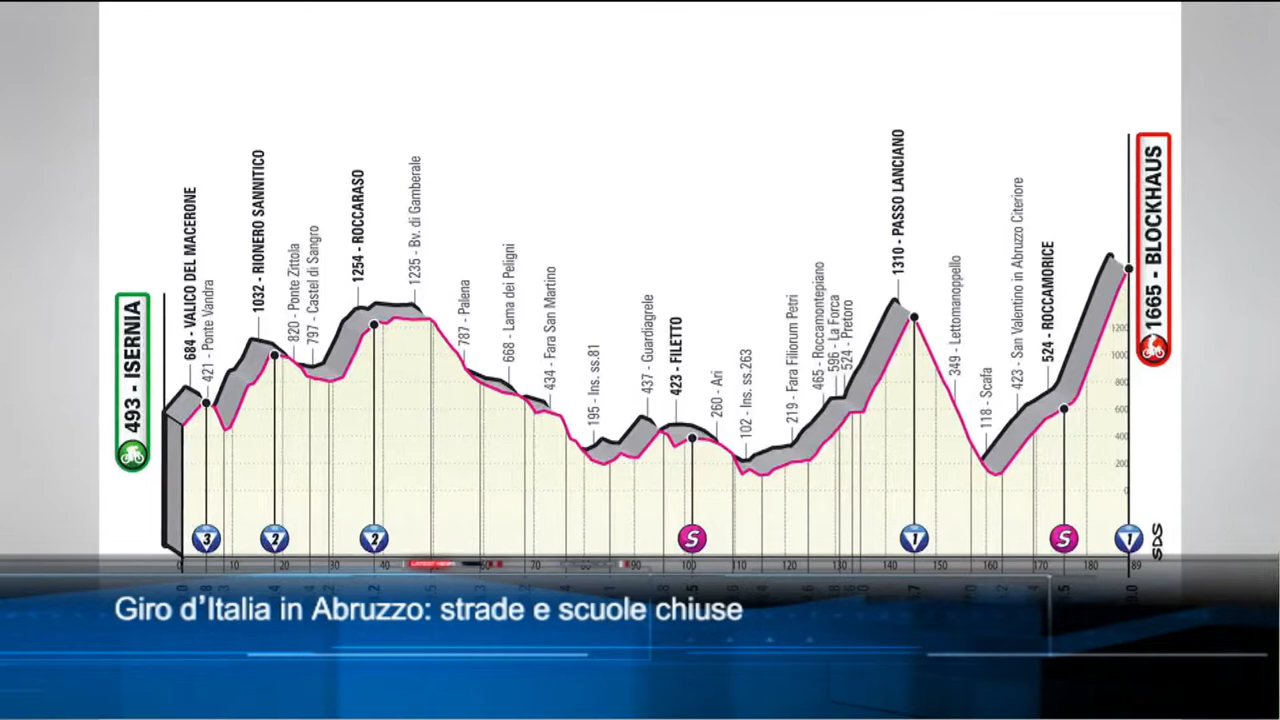 493 - ISERNIA
684 - VALICO DEL MACERONE
421 - Ponte Vandra
1032 - RIONERO SANNITICO
820 - Ponte Zittola
797 - Castel di Sangro
1254 - ROCCARASO
1235 - Bv. di Gamberale
787 - Palena
668 - Lama dei Peligni
434 - Fara San Martino
195 - Ins. ss.81
437 - Guardiagrele
423 - FILETTO
260 - Ari
102 - Ins. ss.263
219 - Fara Filiorum Petri
465 - Roccamontepiano
596 - La Forca
524 - Pretoro
1310 - PASSO LANCIANO
349 - Lettomanoppello
118 - Scafa
423 - San Valentino in Abruzzo Citeriore
524 - ROCCAMORICE
1665 - BLOCKHAUS
1200
1000
800
600
400
200
0
3 2 2 S 1 S 1
SDS
0 10 20 30 40 70 90 100 110 120 130 140 150 160 170 180 89
LATEST NEWS
Giro d'Italia in Abruzzo: strade e scuole chiuse